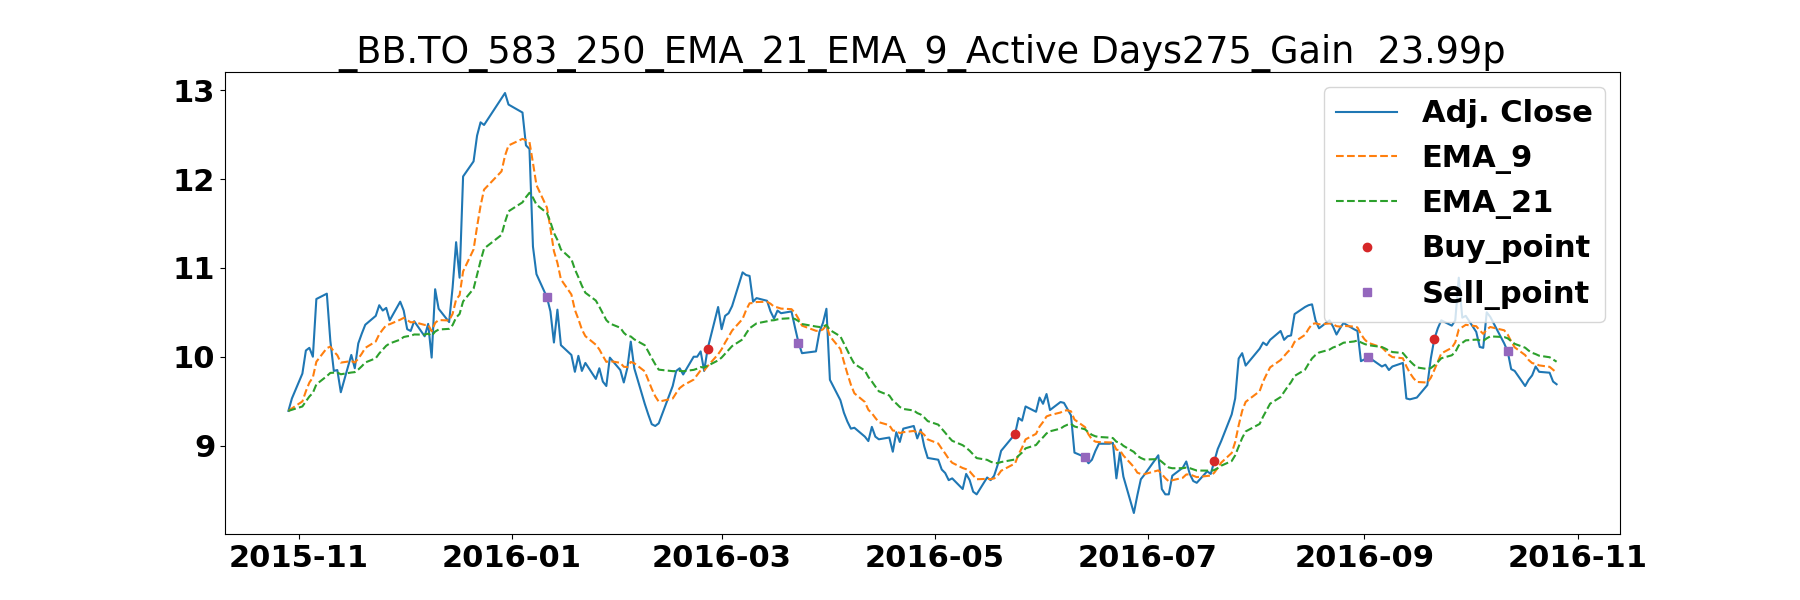 _BB.TO_583_250_EMA_21_EMA_9_Active Days275_Gain  23.99p
13
12
11
10
9
Adj. Close
EMA_9
EMA_21
Buy_point
Sell_point
2015-11 2016-01 2016-03 2016-05 2016-07 2016-09 2016-11